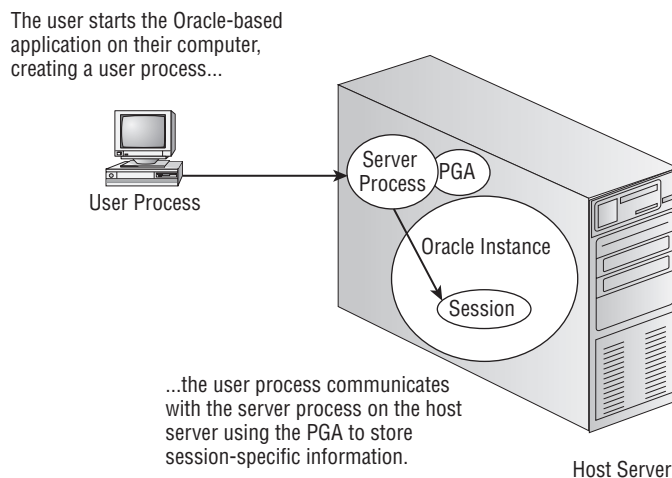 The user starts the Oracle-based
application on their computer,
creating a user process...
User Process
Server
Process
PGA
Oracle Instance
Session
...the user process communicates
with the server process on the host
server using the PGA to store
session-specific information.
Host Server